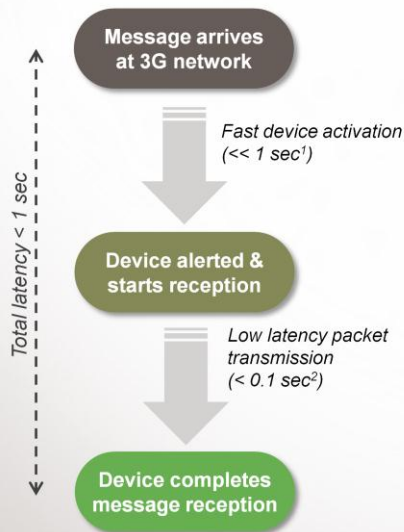 Message arrives
at 3G network
Fast device activation
(<< 1 sec¹)
Total latency < 1 sec
Device alerted &
starts reception
Low latency packet
transmission
(< 0.1 sec²)
Device completes
message reception